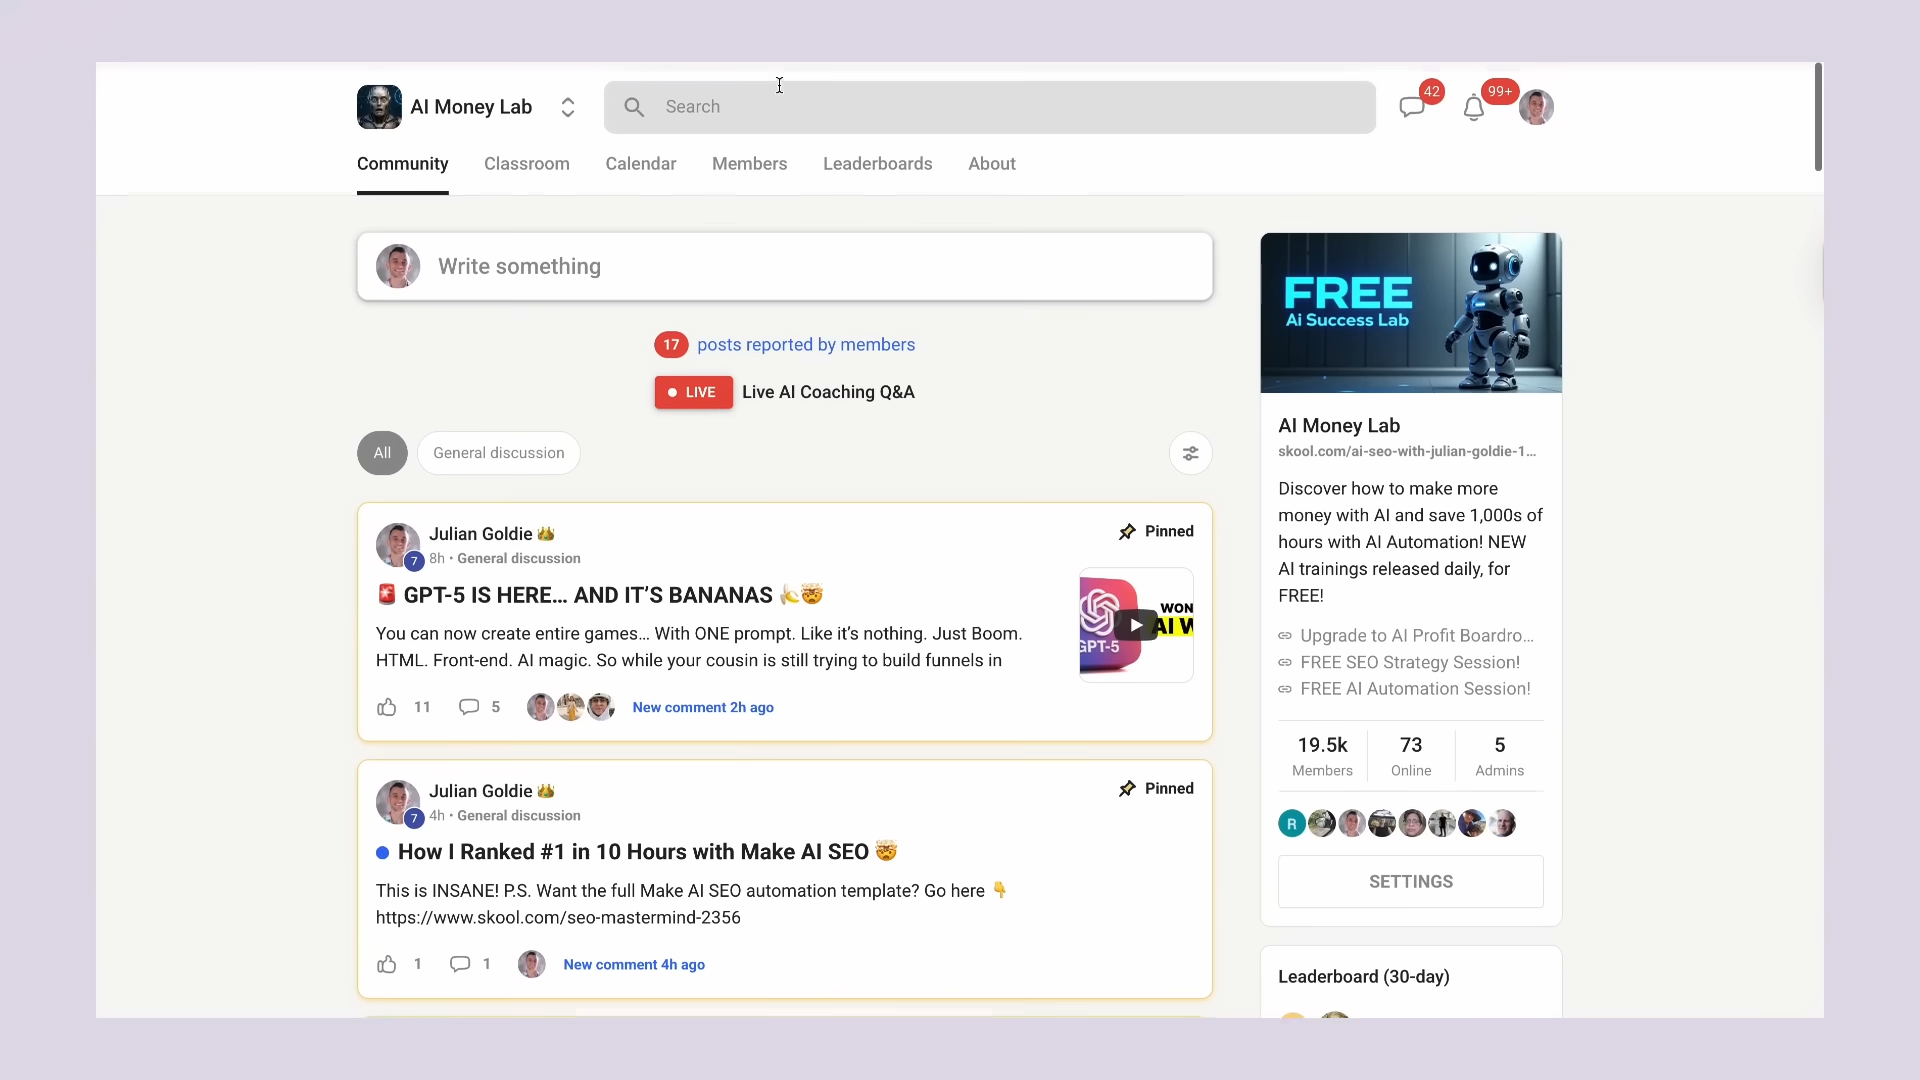 AI Money Lab
Search
42
99+
Community
Classroom
Calendar
Members
Leaderboards
About
Write something
17 posts reported by members
LIVE Live AI Coaching Q&A
All
General discussion
Julian Goldie 👑
Pinned
7
8h • General discussion
🚨 GPT-5 IS HERE… AND IT’S BANANAS 🍌🤯
You can now create entire games… With ONE prompt. Like it’s nothing. Just Boom.
HTML. Front-end. AI magic. So while your cousin is still trying to build funnels in
GPT-5
WON
AI W
11
5
New comment 2h ago
Julian Goldie 👑
Pinned
7
4h • General discussion
How I Ranked #1 in 10 Hours with Make AI SEO 🤯
This is INSANE! P.S. Want the full Make AI SEO automation template? Go here 👇
https://www.skool.com/seo-mastermind-2356
1
1
New comment 4h ago
FREE
Ai Success Lab
AI Money Lab
skool.com/ai-seo-with-julian-goldie-1...
Discover how to make more
money with AI and save 1,000s of
hours with AI Automation! NEW
AI trainings released daily, for
FREE!
Upgrade to AI Profit Boardro...
FREE SEO Strategy Session!
FREE AI Automation Session!
19.5k
Members
73
Online
5
Admins
R
SETTINGS
Leaderboard (30-day)